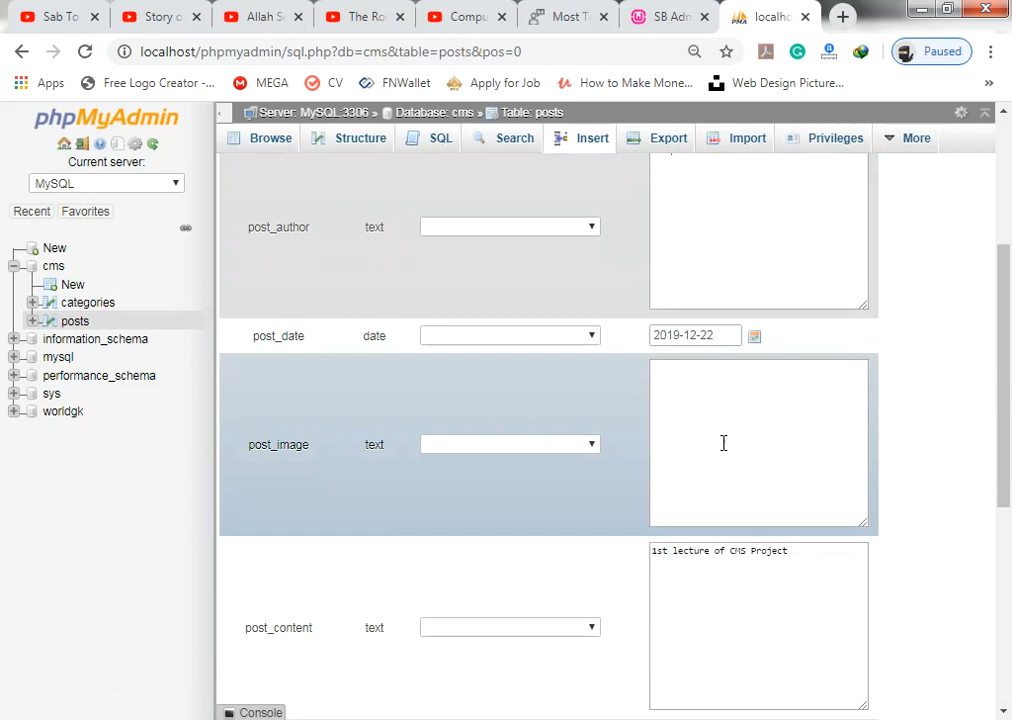 Sab To
Story o
Allah S
The Ro
Compu
Most T
SB Adm
localho
localhost/phpmyadmin/sql.php?db=cms&table=posts&pos=0
Paused
Apps
Free Logo Creator -...
MEGA
CV
FNWallet
Apply for Job
How to Make Mone...
Web Design Picture...
»
phpMyAdmin
Current server:
MySQL
Recent
Favorites
New
cms
New
categories
posts
information_schema
mysql
performance_schema
sys
worldgk
Server: MySQL:3306 » Database: cms » Table: posts
Browse
Structure
SQL
Search
Insert
Export
Import
Privileges
More
post_author
text
post_date
date
2019-12-22
post_image
text
post_content
text
1st lecture of CMS Project
Console